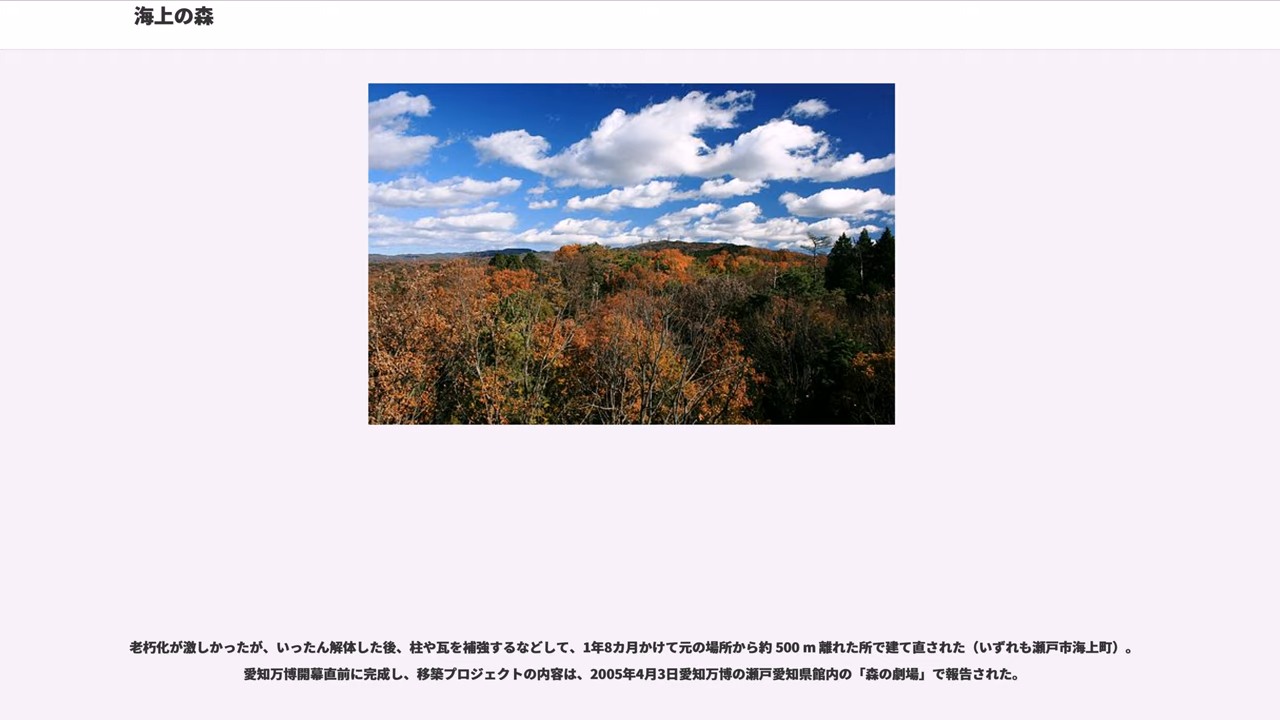 海上の森
老朽化が激しかったが、いったん解体した後、柱や瓦を補強するなどして、1年8カ月かけて元の場所から約 500 m 離れた所で建て直された（いずれも瀬戸市海上町）。
愛知万博開幕直前に完成し、移築プロジェクトの内容は、2005年4月3日愛知万博の瀬戸愛知県館内の「森の劇場」で報告された。